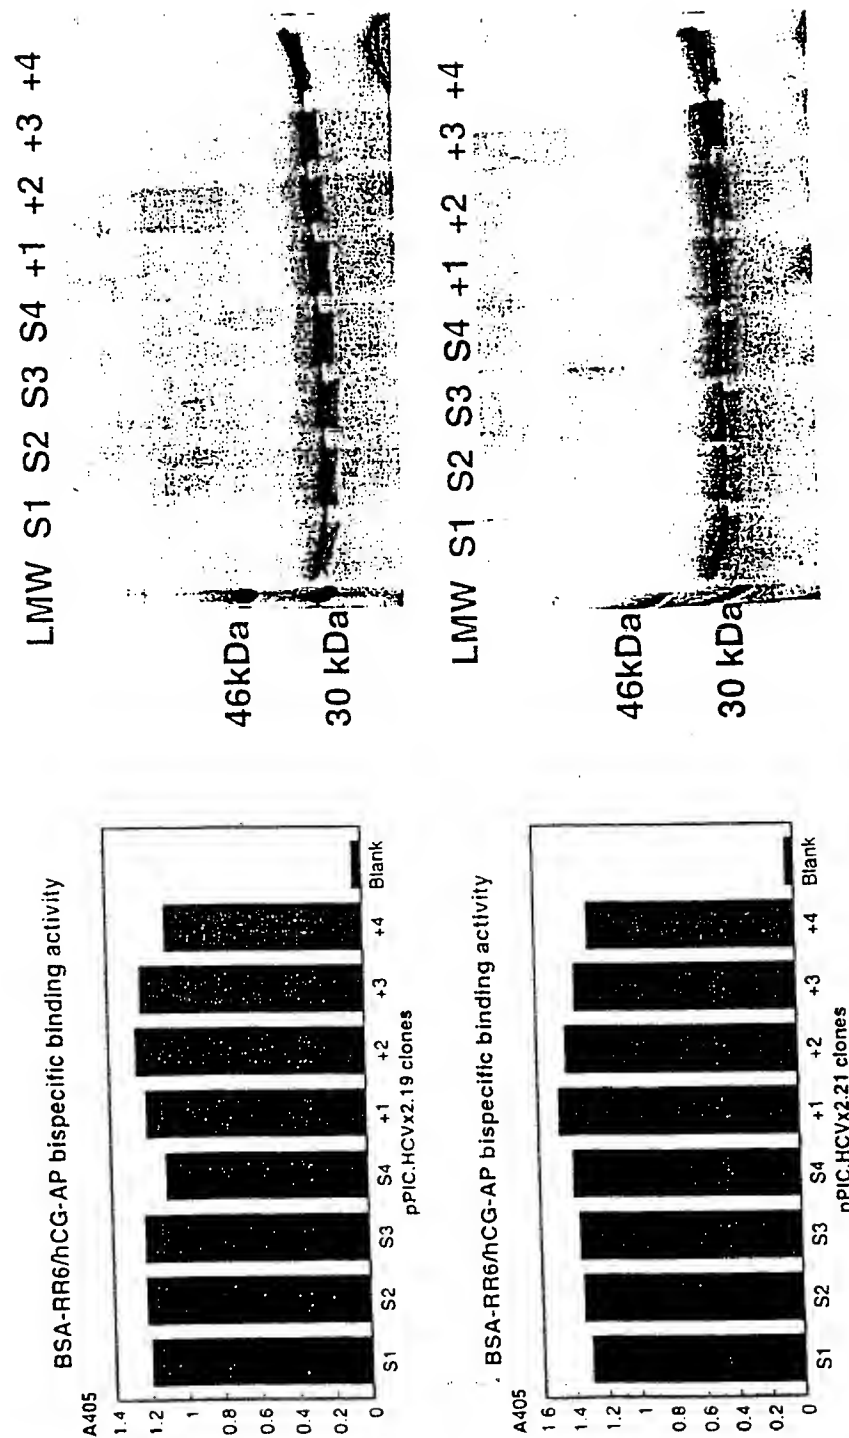 LMW S1 S2 S3 S4 +1 +2 +3 +4
46kDa
30 kDa
LMW S1 S2 S3 S4 +1 +2 +3 +4
46kDa
30 kDa
BSA-RR6/hCG-AP bispecific binding activity
A405
1.4
1.2
1
0.8
0.6
0.4
0.2
0
S1 S2 S3 S4 +1 +2 +3 +4 Blank
pPIC.HCVx2.19 clones
BSA-RR6/hCG-AP bispecific binding activity
A405
1 6
1.4
1.2
1
0.8
0.6
0.4
0.2
0
S1 S2 S3 S4 +1 +2 +3 +4 Blank
pPIC.HCVx2.21 clones